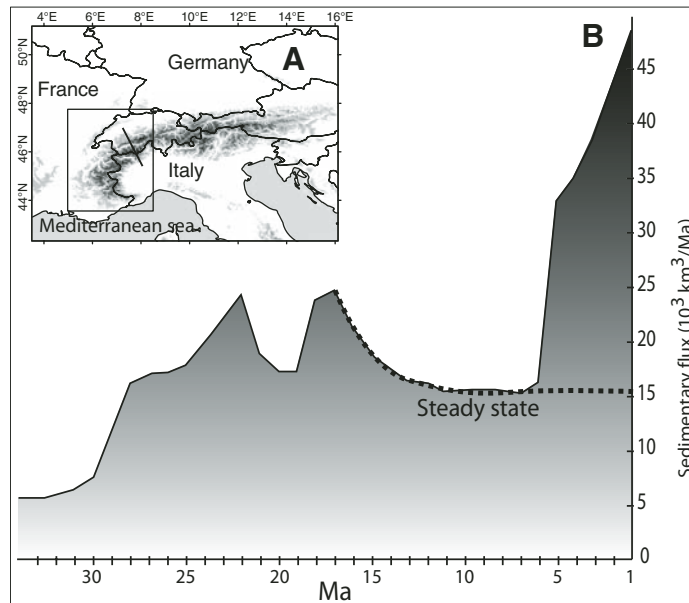 4°E 6°E 8°E 10°E 12°E 14°E 16°E
50°N
48°N
46°N
44°N
Germany
A
France
Italy
Mediterranean sea
B
45
40
35
30
25
20
15
10
5
0
Sedimentary flux (10³ km³/Ma)
Steady state
30 25 20 15 10 5 1
Ma